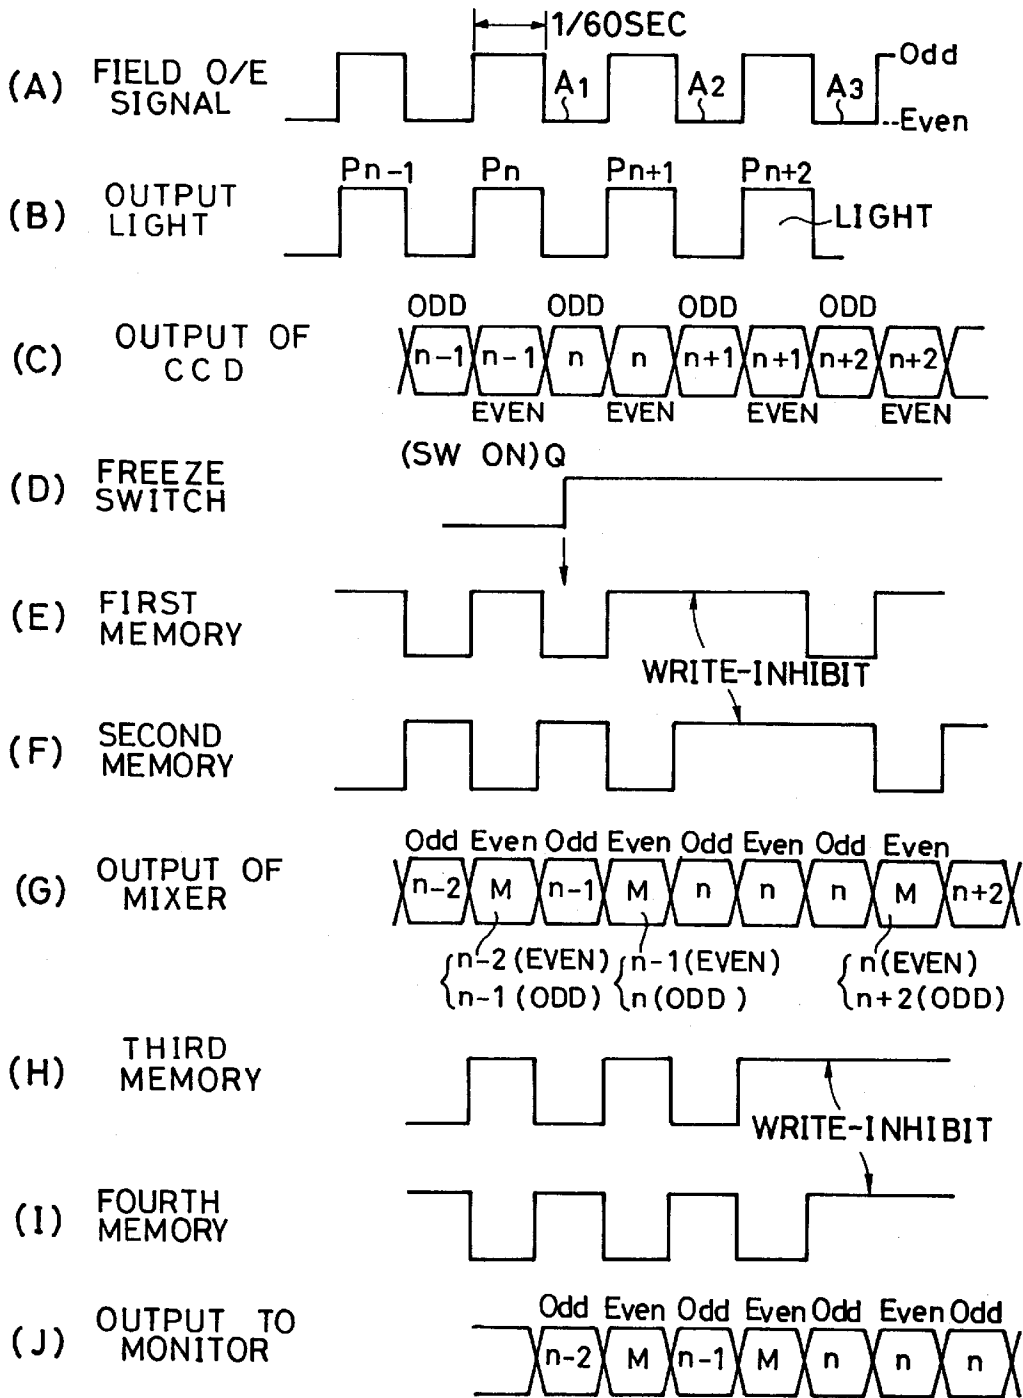 1/60SEC
(A) FIELD O/E SIGNAL
A1 A2 A3
Odd
Even
Pn-1 Pn Pn+1 Pn+2
(B) OUTPUT LIGHT
LIGHT
ODD ODD ODD ODD
(C) OUTPUT OF CCD
n-1 n-1 n n n+1 n+1 n+2 n+2
EVEN EVEN EVEN EVEN
(SW ON) Q
(D) FREEZE SWITCH
(E) FIRST MEMORY
WRITE-INHIBIT
(F) SECOND MEMORY
Odd Even Odd Even Odd Even Odd Even
(G) OUTPUT OF MIXER
n-2 M n-1 M n n n M n+2
n-2 (EVEN) n-1 (EVEN) n (EVEN)
n-1 (ODD) n (ODD) n+2 (ODD)
(H) THIRD MEMORY
WRITE-INHIBIT
(I) FOURTH MEMORY
Odd Even Odd Even Odd Even Odd
(J) OUTPUT TO MONITOR
n-2 M n-1 M n n n